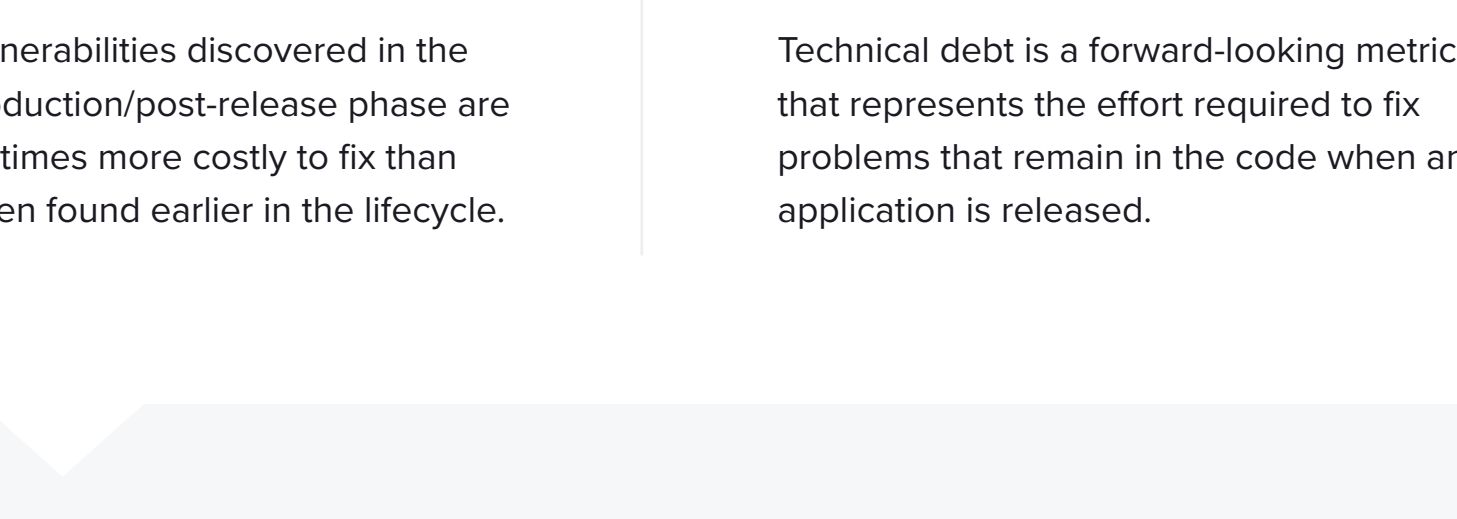 nerabilities discovered in the
duction/post-release phase are
times more costly to fix than
en found earlier in the lifecycle.
Technical debt is a forward-looking metric
that represents the effort required to fix
problems that remain in the code when
application is released.